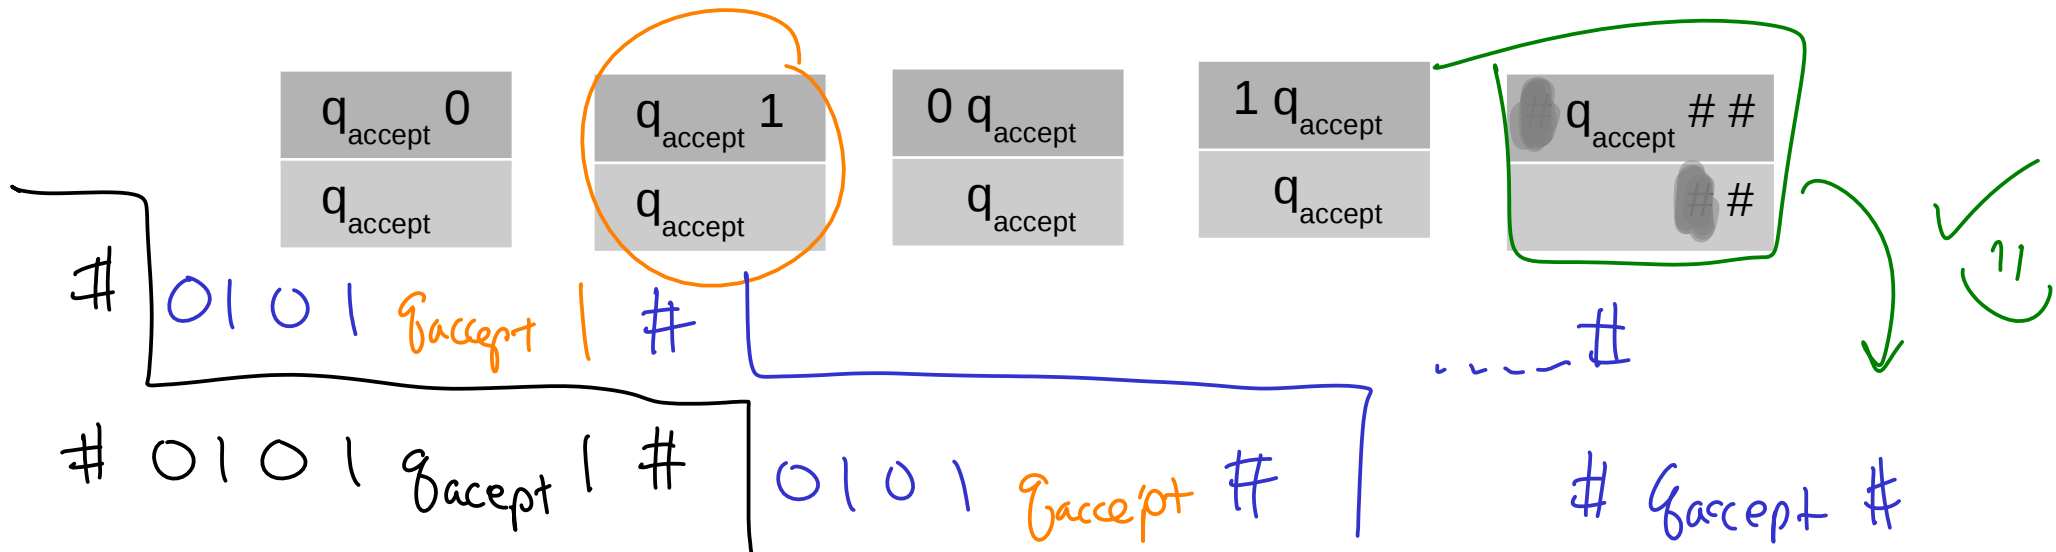 q accept 0 q accept 1 0 q accept 1 q accept # q accept # #
q accept q accept q accept q accept # #
# 0 1 0 1 qaccept 1 # ..... #
# 0 1 0 1 qacept 1 # 0 1 0 1 qaccept # # qaccept #